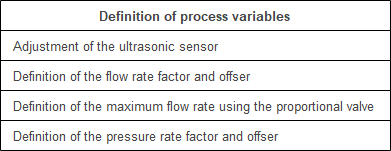 Definition of process variables
Adjustment of the ultrasonic sensor
Definition of the flow rate factor and offser
Definition of the maximum flow rate using the proportional valve
Definition of the pressure rate factor and offser